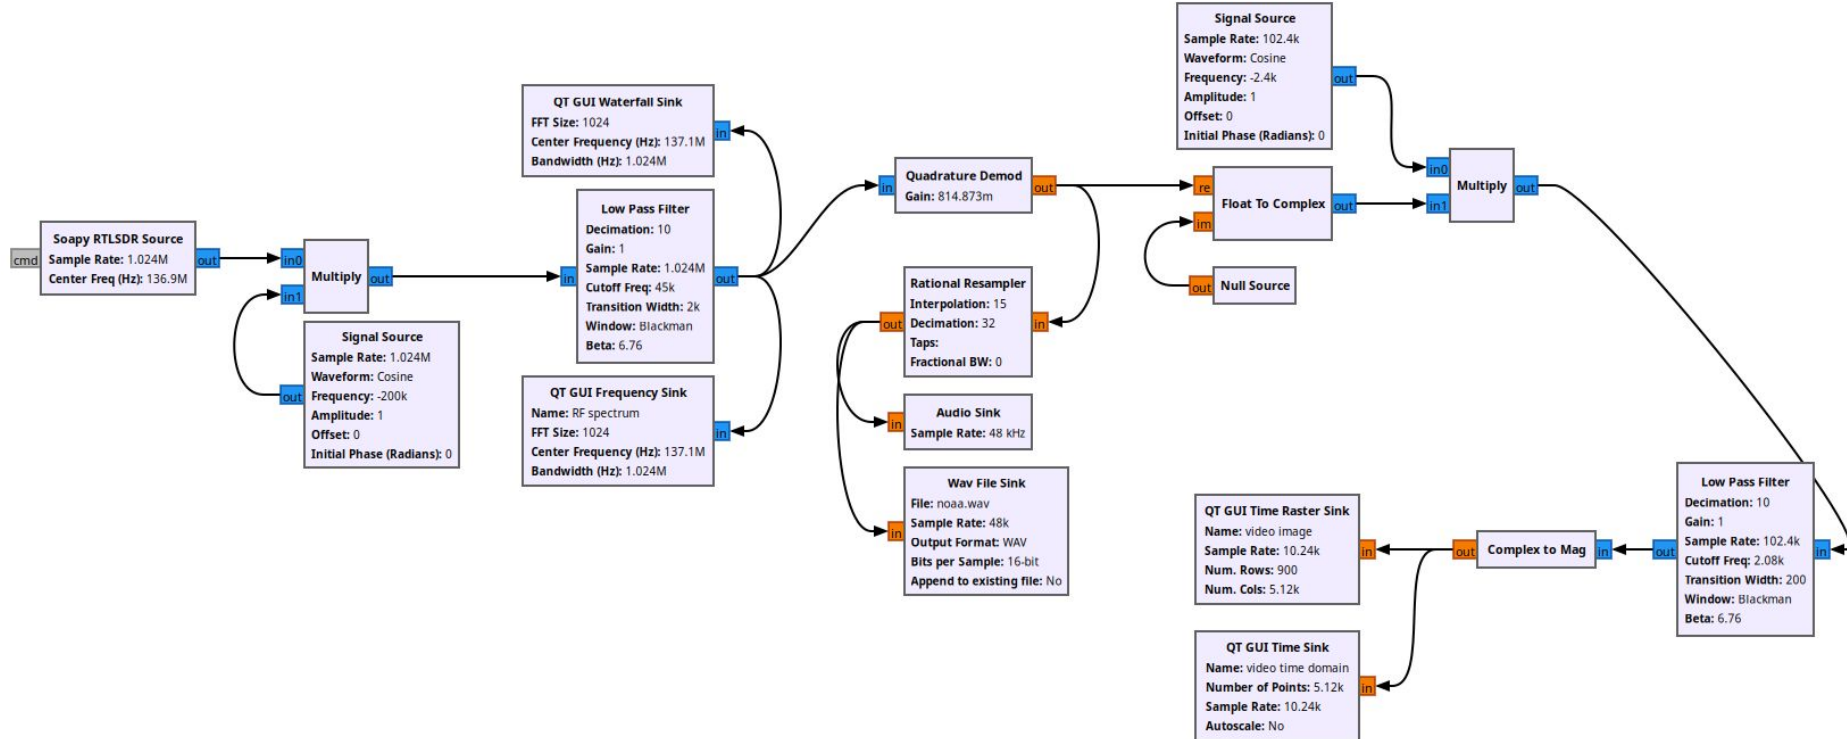 cmd
Soapy RTLSDR Source
Sample Rate: 1.024M
Center Freq (Hz): 136.9M
out
in0
in1
Multiply
out
Signal Source
Sample Rate: 1.024M
Waveform: Cosine
Frequency: -200k
Amplitude: 1
Offset: 0
Initial Phase (Radians): 0
out
QT GUI Waterfall Sink
FFT Size: 1024
Center Frequency (Hz): 137.1M
Bandwidth (Hz): 1.024M
in
in
Low Pass Filter
Decimation: 10
Gain: 1
Sample Rate: 1.024M
Cutoff Freq: 45k
Transition Width: 2k
Window: Blackman
Beta: 6.76
out
QT GUI Frequency Sink
Name: RF spectrum
FFT Size: 1024
Center Frequency (Hz): 137.1M
Bandwidth (Hz): 1.024M
in
in
Quadrature Demod
Gain: 814.873m
out
Rational Resampler
Interpolation: 15
Decimation: 32
Taps:
Fractional BW: 0
out
in
in
Audio Sink
Sample Rate: 48 kHz
in
Wav File Sink
File: noaa.wav
Sample Rate: 48k
Output Format: WAV
Bits per Sample: 16-bit
Append to existing file: No
Signal Source
Sample Rate: 102.4k
Waveform: Cosine
Frequency: -2.4k
Amplitude: 1
Offset: 0
Initial Phase (Radians): 0
out
re
im
Float To Complex
out
out
Null Source
in0
in1
Multiply
out
Low Pass Filter
Decimation: 10
Gain: 1
Sample Rate: 102.4k
Cutoff Freq: 2.08k
Transition Width: 200
Window: Blackman
Beta: 6.76
out
in
out
Complex to Mag
in
QT GUI Time Raster Sink
Name: video image
Sample Rate: 10.24k
Num. Rows: 900
Num. Cols: 5.12k
in
QT GUI Time Sink
Name: video time domain
Number of Points: 5.12k
Sample Rate: 10.24k
Autoscale: No
in